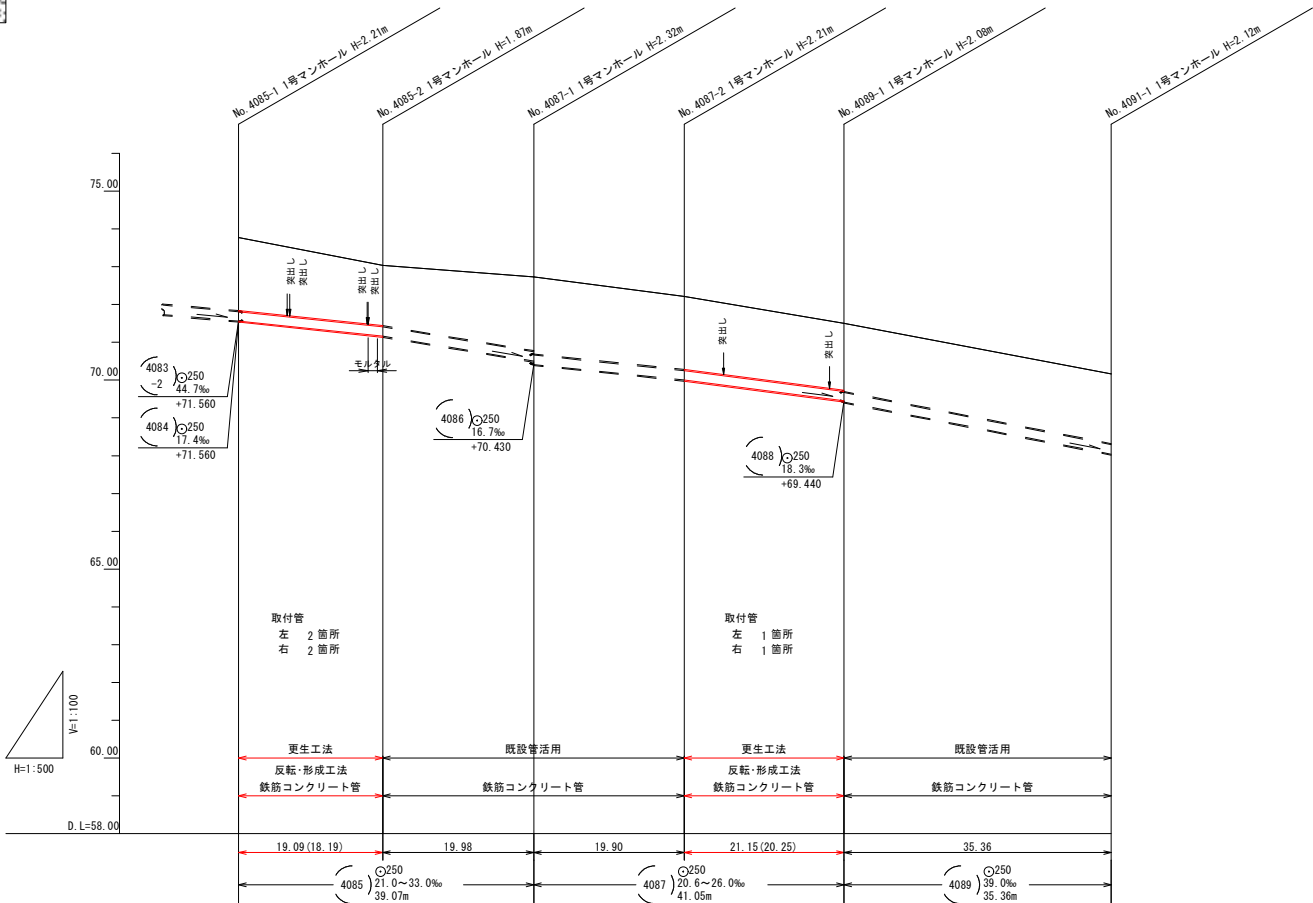 No.4085-1 1号マンホール H=2.21m
No.4085-2 1号マンホール H=1.87m
No.4087-1 1号マンホール H=2.32m
No.4087-2 1号マンホール H=2.21m
No.4089-1 1号マンホール H=2.08m
No.4091-1 1号マンホール H=2.12m
75.00
突出し
突出し
突出し
突出し
突出し
突出し
モルタル
70.00
4083
-2
250
44.7‰
+71.560
4084
250
17.4‰
+71.560
4086
250
16.7‰
+70.430
4088
250
18.3‰
+69.440
65.00
取付管
左 2 箇所
右 2 箇所
取付管
左 1 箇所
右 1 箇所
V=1:100
H=1:500
60.00
更生工法
既設管活用
更生工法
既設管活用
反転・形成工法
反転・形成工法
鉄筋コンクリート管
鉄筋コンクリート管
鉄筋コンクリート管
鉄筋コンクリート管
D.L=58.00
19.09(18.19)
19.98
19.90
21.15(20.25)
35.36
4085
250
21.0～33.0‰
39.07m
4087
250
20.6～26.0‰
41.05m
4089
250
39.0‰
35.36m